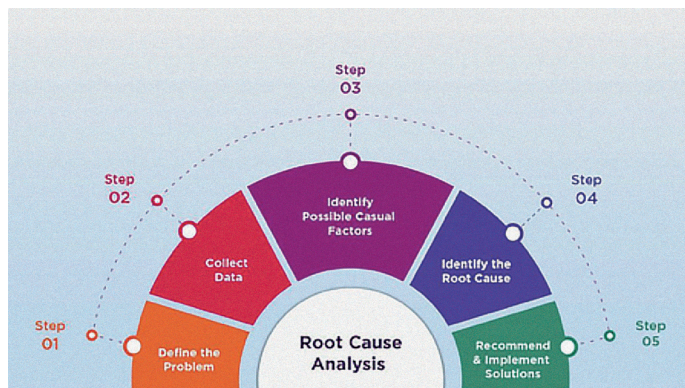 Step
03
Step
02
Step
04
Identify
Possible Casual
Factors
Collect
Data
Identify the
Root Cause
Step
01
Define the
Problem
Root Cause
Analysis
Recommend
& Implement
Solutions
Step
05